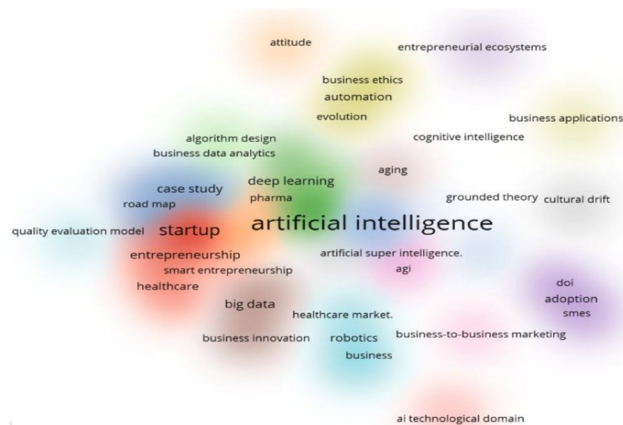 attitude
entrepreneurial ecosystems
business ethics
automation
evolution
business applications
cognitive intelligence
algorithm design
business data analytics
aging
deep learning
case study
pharma
grounded theory
cultural drift
road map
artificial intelligence
quality evaluation model
startup
entrepreneurship
artificial super intelligence.
smart entrepreneurship
agi
healthcare
doi
adoption
smes
big data
healthcare market.
business innovation
robotics
business-to-business marketing
business
ai technological domain